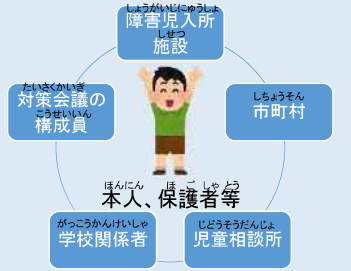 しょうがいじにゅうしょ
障害児入所
しせつ
施設
たいさくかいぎ
対策会議の
こうせいいん
構成員
しちょうそん
市町村
ほんにん ほごしゃとう
本人、保護者等
がっこうかんけいしゃ
学校関係者
じどうそうだんじょ
児童相談所